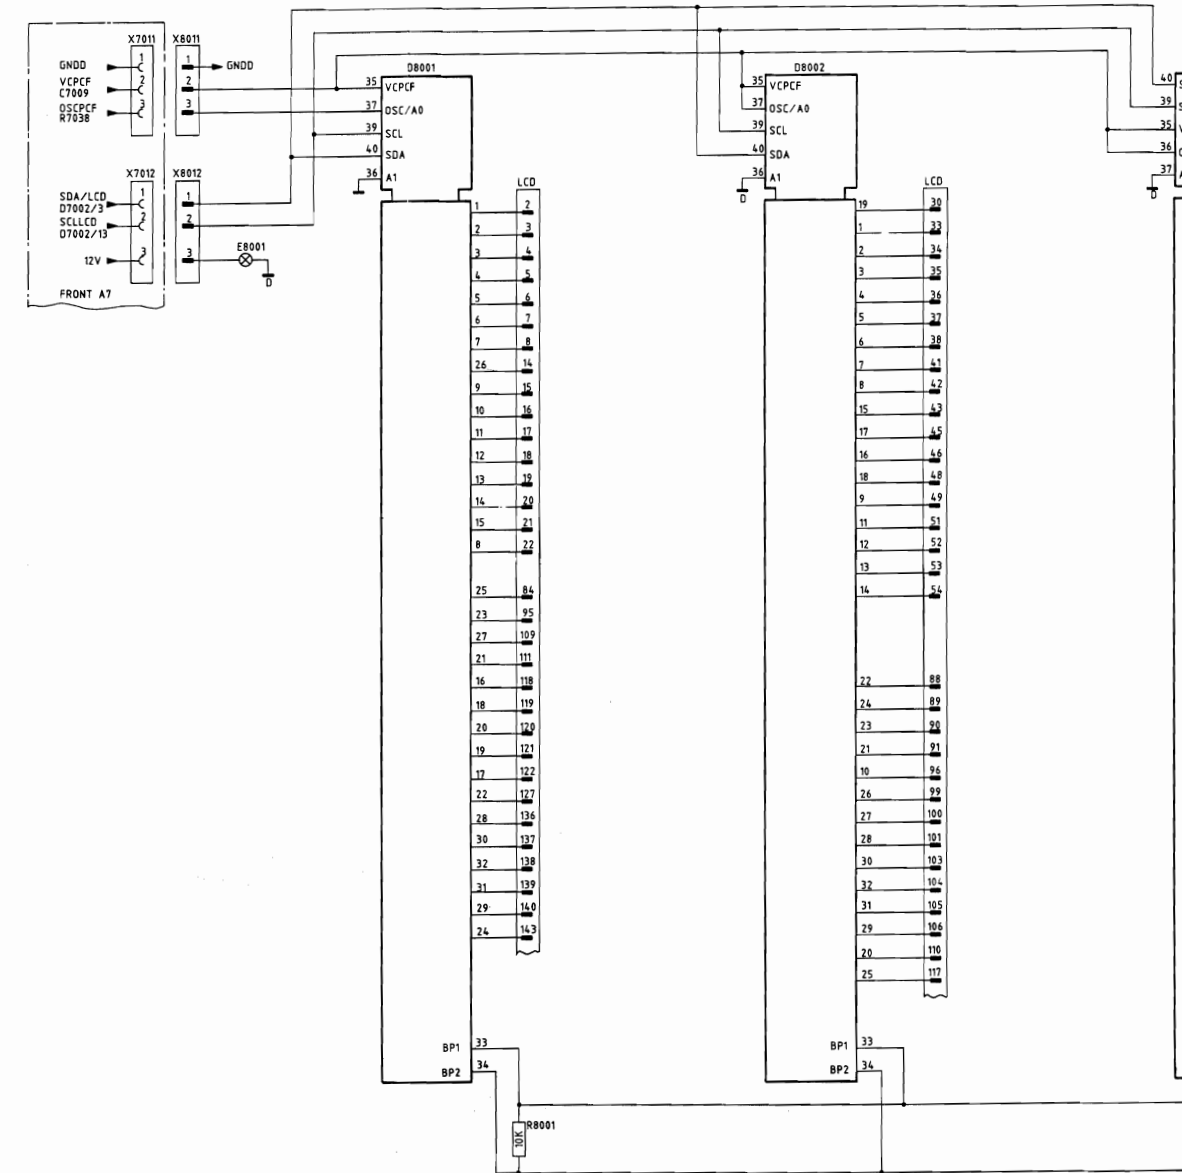 X7011
X8011
GNDD
1
1
GNDD
VCPCF
C7009
2
2
OSCPCF
R7038
3
3
X7012
X8012
SDA/LCD
D7002/3
1
1
SCLLCD
D7002/13
2
2
12V
3
3
E8001
D
FRONT A7
D8001
35 VCPCF
37 OSC/A0
39 SCL
40 SDA
36 A1
LCD
1 2
2 3
3 4
4 5
5 6
6 7
7 8
26 14
9 15
10 16
11 17
12 18
13 19
14 20
15 21
8 22
25 84
23 95
27 109
21 111
16 118
18 119
20 120
19 121
17 122
22 127
28 136
30 137
32 138
31 139
29 140
24 143
BP1 33
BP2 34
R8001
10K
D8002
35 VCPCF
37 OSC/A0
39 SCL
40 SDA
36 A1
D
LCD
19 30
1 33
2 34
3 35
4 36
5 37
6 38
7 41
8 42
15 43
17 45
16 46
18 48
9 49
11 51
12 52
13 53
14 54
22 88
24 89
23 90
21 91
10 96
26 99
27 100
28 101
30 103
32 104
31 105
29 106
20 110
25 117
BP1 33
BP2 34
40
39
35
36
37
D